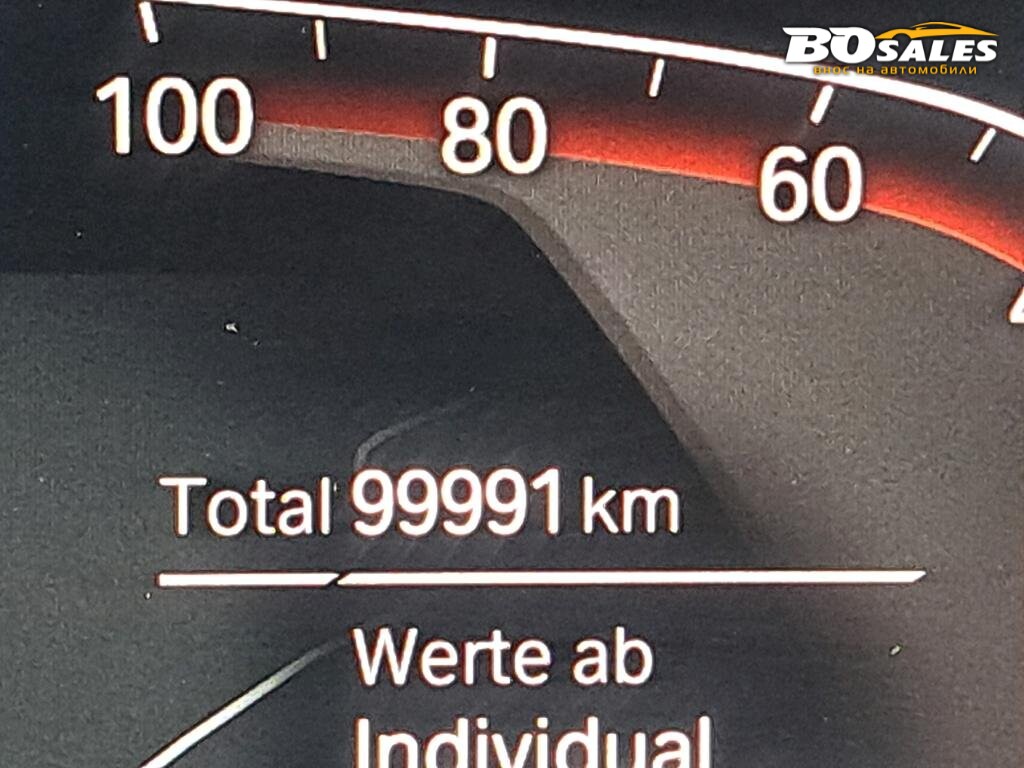 BOSALES
внос на автомобили
100 80 60
Total 99991 km
Werte ab
Individual